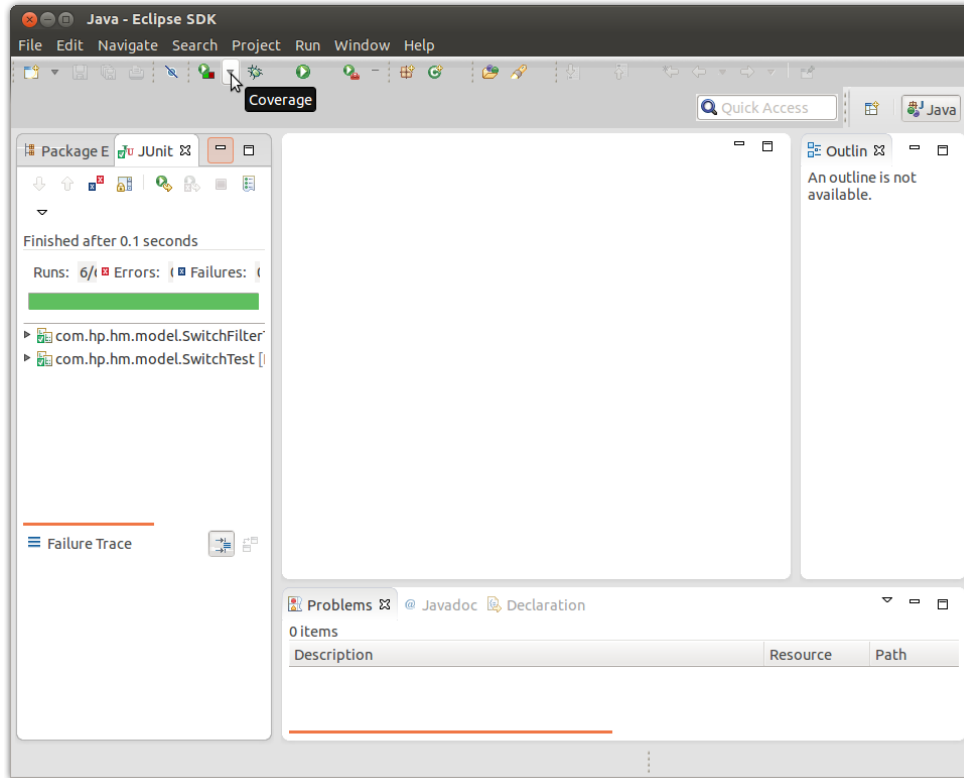 Java - Eclipse SDK
File Edit Navigate Search Project Run Window Help
Coverage
Quick Access
Java
Package E
JUnit
Outlin
An outline is not
available.
Finished after 0.1 seconds
Runs: 6/ Errors: Failures:
com.hp.hm.model.SwitchFilter
com.hp.hm.model.SwitchTest [
Failure Trace
Problems @ Javadoc Declaration
0 items
Description Resource Path